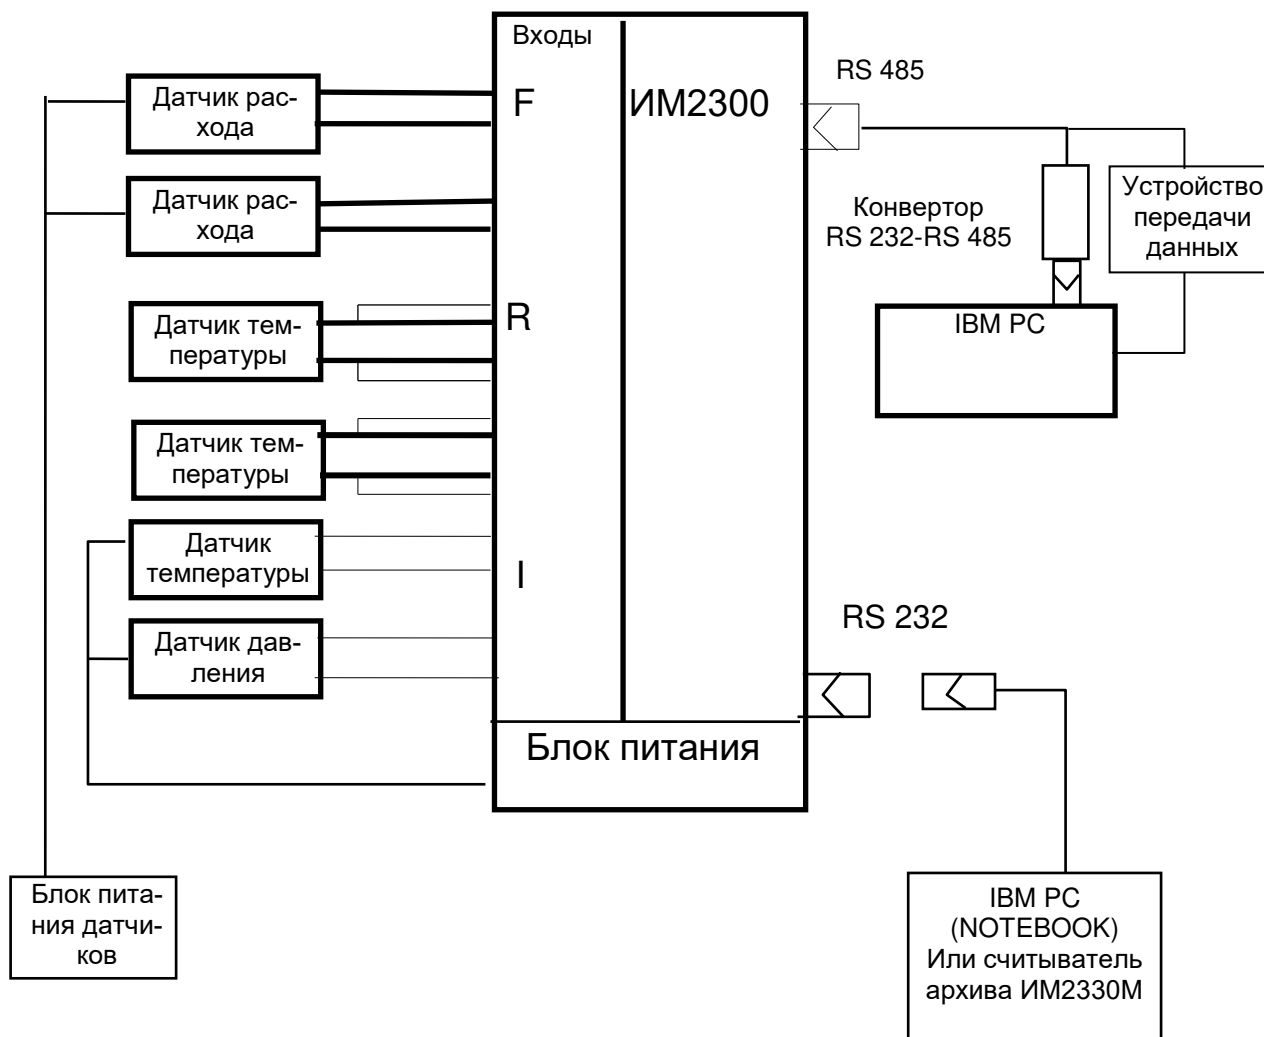 Входы
RS 485
Датчик рас-
хода
F
ИМ2300
Датчик рас-
хода
Конвертор
RS 232-RS 485
Устройство
передачи
данных
Датчик тем-
пературы
R
IBM PC
Датчик тем-
пературы
Датчик
температуры
I
RS 232
Датчик дав-
ления
Блок питания
Блок пита-
ния датчи-
ков
IBM PC
(NOTEBOOK)
Или считыватель
архива ИМ2330М